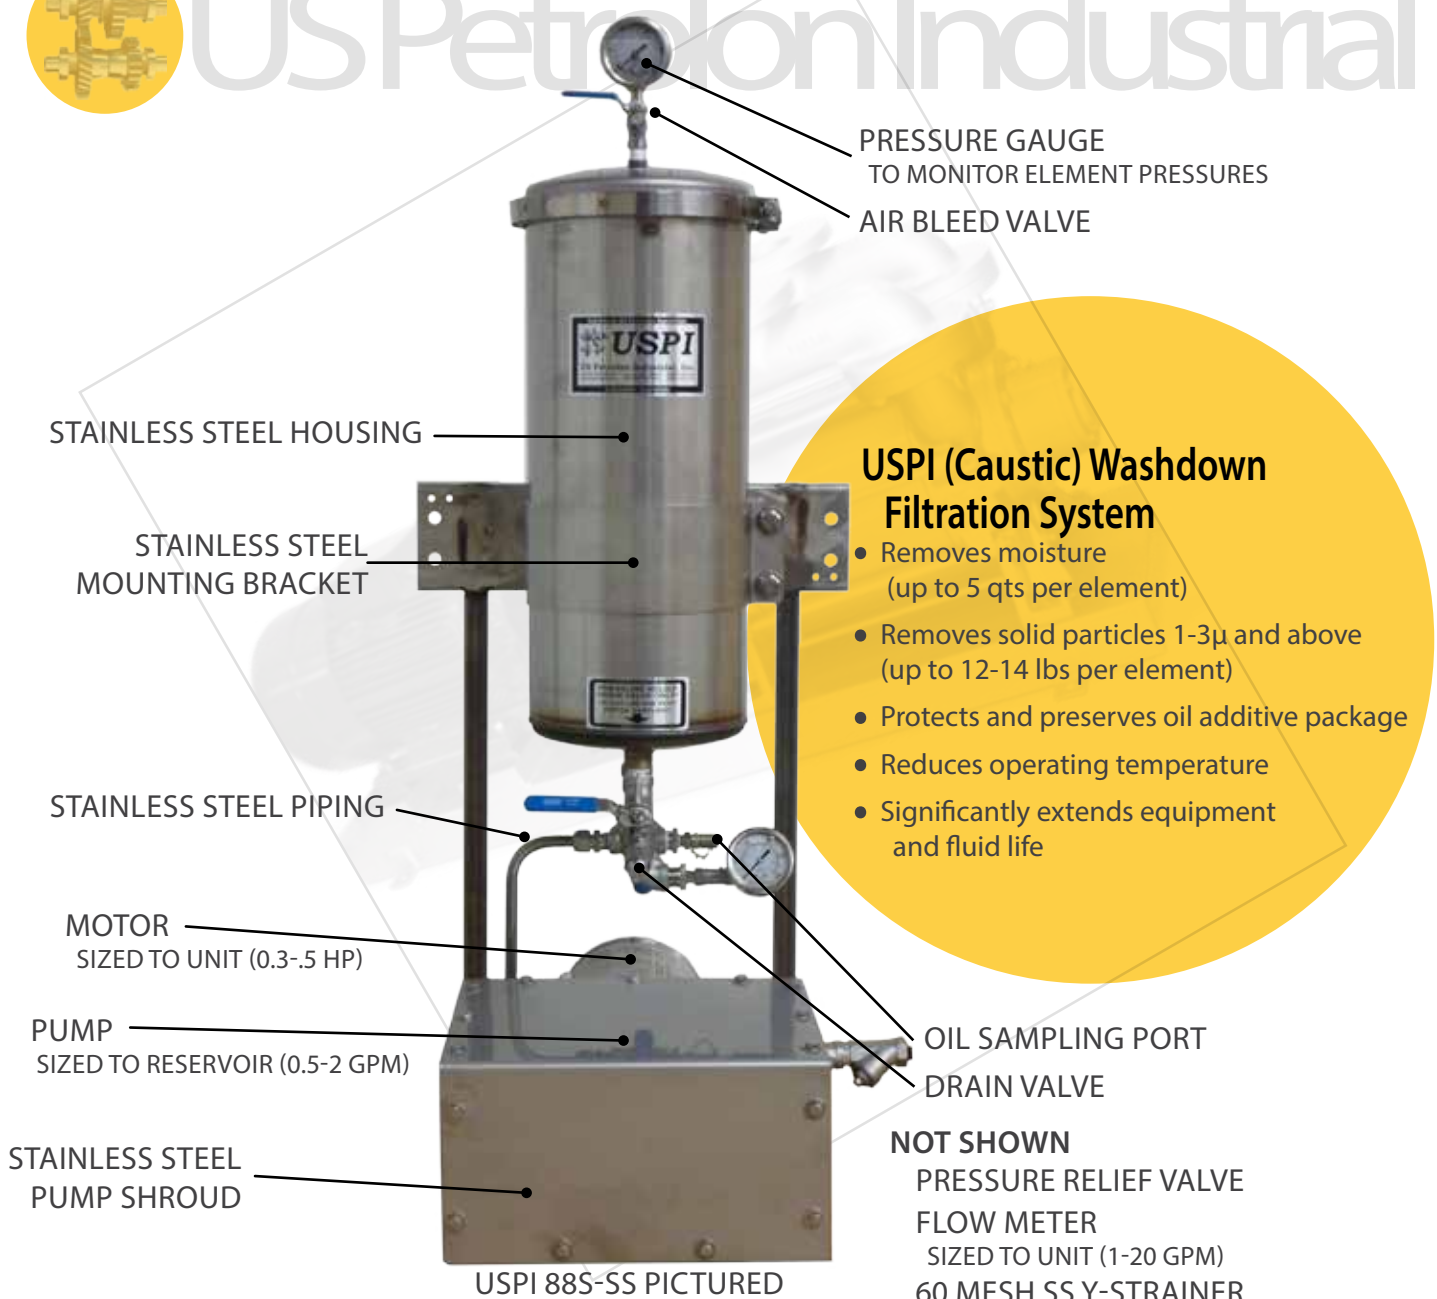 US Petrolon Industrial
PRESSURE GAUGE
TO MONITOR ELEMENT PRESSURES
AIR BLEED VALVE
USPI
US Petrolon Industrial, Inc.
STAINLESS STEEL HOUSING
STAINLESS STEEL
MOUNTING BRACKET
USPI (Caustic) Washdown
Filtration System
• Removes moisture
(up to 5 qts per element)
• Removes solid particles 1-3µ and above
(up to 12-14 lbs per element)
• Protects and preserves oil additive package
• Reduces operating temperature
• Significantly extends equipment
and fluid life
STAINLESS STEEL PIPING
MOTOR
SIZED TO UNIT (0.3-.5 HP)
PUMP
SIZED TO RESERVOIR (0.5-2 GPM)
STAINLESS STEEL
PUMP SHROUD
OIL SAMPLING PORT
DRAIN VALVE
NOT SHOWN
PRESSURE RELIEF VALVE
FLOW METER
SIZED TO UNIT (1-20 GPM)
60 MESH SS Y-STRAINER
USPI 88S-SS PICTURED